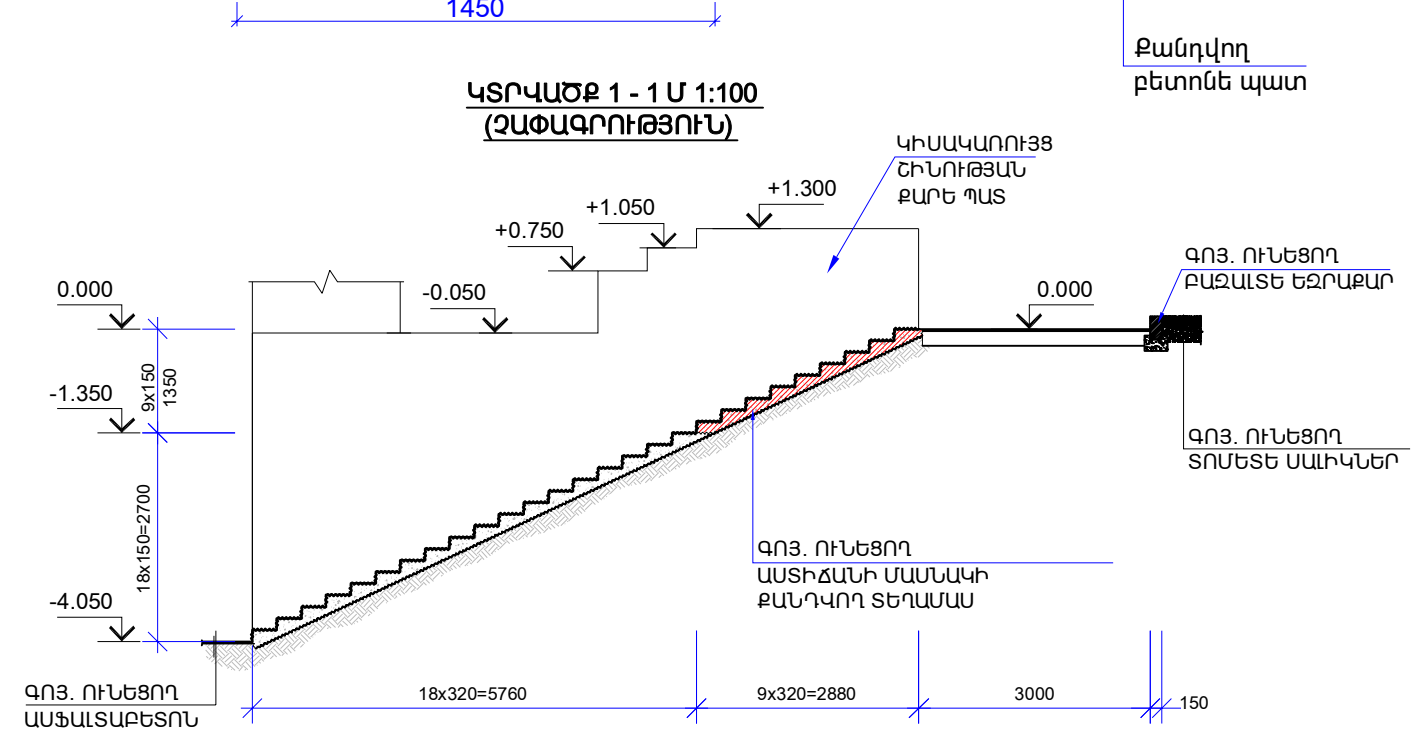 1450
Քանդվող
բետոնե պատ
ԿՏՐՎԱԾՔ 1 - 1 Մ 1:100
(ՉԱՓԱԳՐՈՒԹՅՈՒՆ)
ԿԻՍԱԿԱՌՈՒՅՑ
ՇԻՆՈՒԹՅԱՆ
ՔԱՐԵ ՊԱՏ
+1.300
+1.050
+0.750
-0.050
0.000
0.000
ԳՈՅ. ՈՒՆԵՑՈՂ
ԲԱԶԱԼՏԵ ԵԶՐԱՔԱՐ
-1.350
9x150
1350
ԳՈՅ. ՈՒՆԵՑՈՂ
ՏՈՄԵՏԵ ՍԱԼԻԿՆԵՐ
18x150=2700
ԳՈՅ. ՈՒՆԵՑՈՂ
ԱՍՏԻՃԱՆԻ ՄԱՍՆԱԿԻ
ՔԱՆԴՎՈՂ ՏԵՂԱՄԱՍ
-4.050
ԳՈՅ. ՈՒՆԵՑՈՂ
ԱՍՖԱԼՏԱԲԵՏՈՆ
18x320=5760
9x320=2880
3000
150